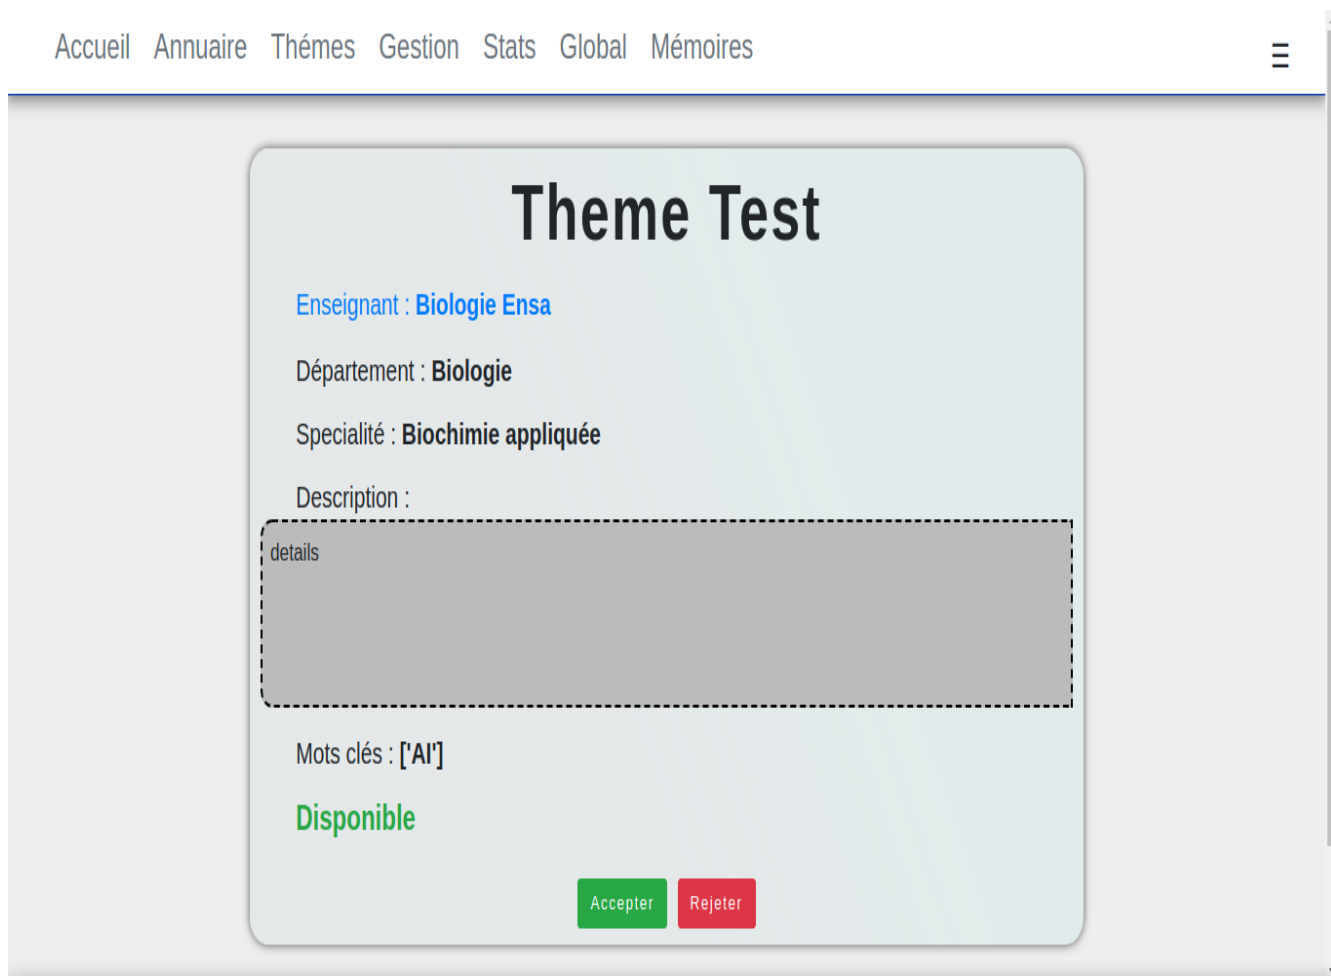 Accueil Annuaire Thémes Gestion Stats Global Mémoires
Theme Test
Enseignant : Biologie Ensa
Département : Biologie
Specialité : Biochimie appliquée
Description :
details
Mots clés : ['AI']
Disponible
Accepter Rejeter